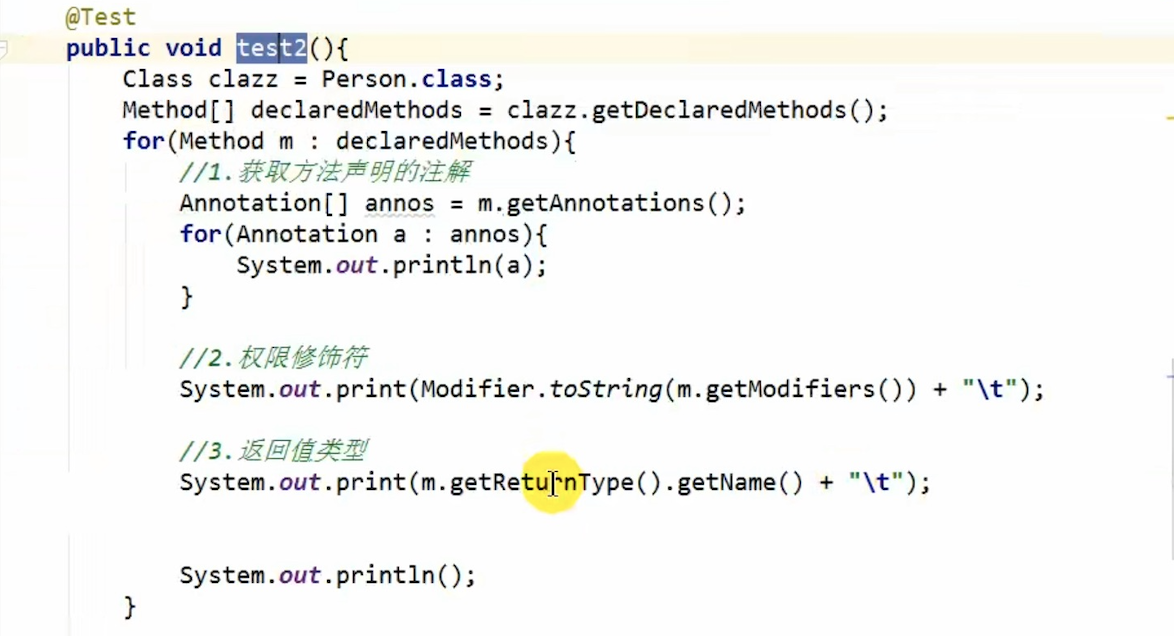 @Test
public void test2(){
Class clazz = Person.class;
Method[] declaredMethods = clazz.getDeclaredMethods();
for(Method m : declaredMethods){
//1.获取方法声明的注解
Annotation[] annos = m.getAnnotations();
for(Annotation a : annos){
System.out.println(a);
}
//2.权限修饰符
System.out.print(Modifier.toString(m.getModifiers()) + "\t");
//3.返回值类型
System.out.print(m.getReturnType().getName() + "\t");
System.out.println();
}